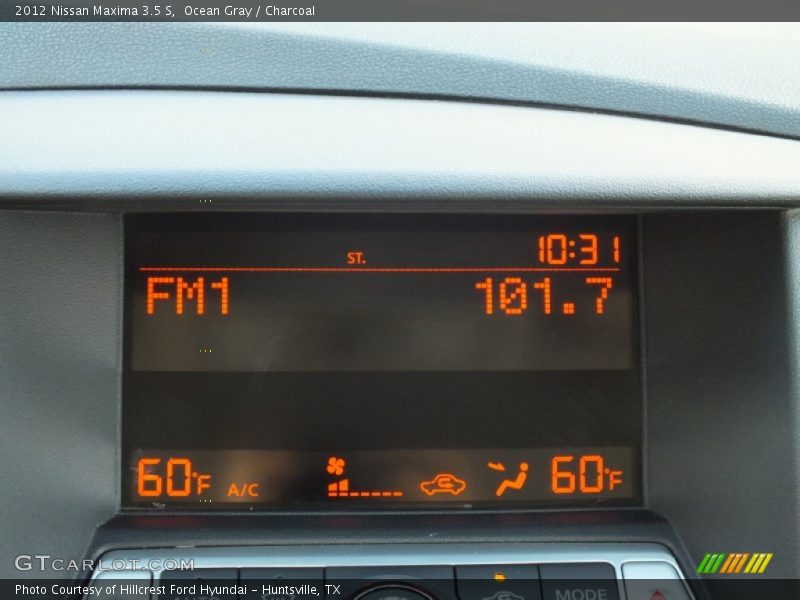 2012 Nissan Maxima 3.5 S,  Ocean Gray / Charcoal
ST. 10:31
FM1 101.7
60°F A/C 60°F
MODE
GTCARLOT.COM
Photo Courtesy of Hillcrest Ford Hyundai - Huntsville, TX